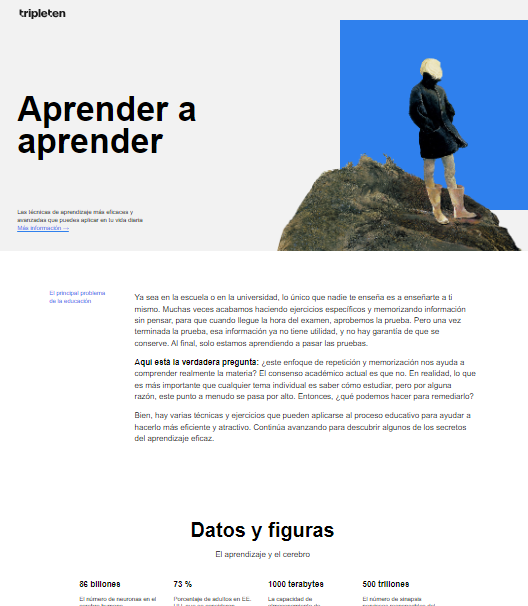 tripleten
Aprender a
aprender
Las técnicas de aprendizaje más eficaces y
avanzadas que puedes aplicar en tu vida diaria
Más información →
El principal problema
de la educación
Ya sea en la escuela o en la universidad, lo único que nadie te enseña es a enseñarte a ti
mismo. Muchas veces acabamos haciendo ejercicios específicos y memorizando información
sin pensar, para que cuando llegue la hora del examen, aprobemos la prueba. Pero una vez
terminada la prueba, esa información ya no tiene utilidad, y no hay garantía de que se
conserve. Al final, solo estamos aprendiendo a pasar las pruebas.
Aquí está la verdadera pregunta: ¿este enfoque de repetición y memorización nos ayuda a
comprender realmente la materia? El consenso académico actual es que no. En realidad, lo que
es más importante que cualquier tema individual es saber cómo estudiar, pero por alguna
razón, este punto a menudo se pasa por alto. Entonces, ¿qué podemos hacer para remediarlo?
Bien, hay varias técnicas y ejercicios que pueden aplicarse al proceso educativo para ayudar a
hacerlo más eficiente y atractivo. Continúa avanzando para descubrir algunos de los secretos
del aprendizaje eficaz.
Datos y figuras
El aprendizaje y el cerebro
86 billones
73 %
1000 terabytes
500 trillones
El número de neuronas en el
Porcentaje de adultos en EE.
La capacidad de
El número de sinapsis